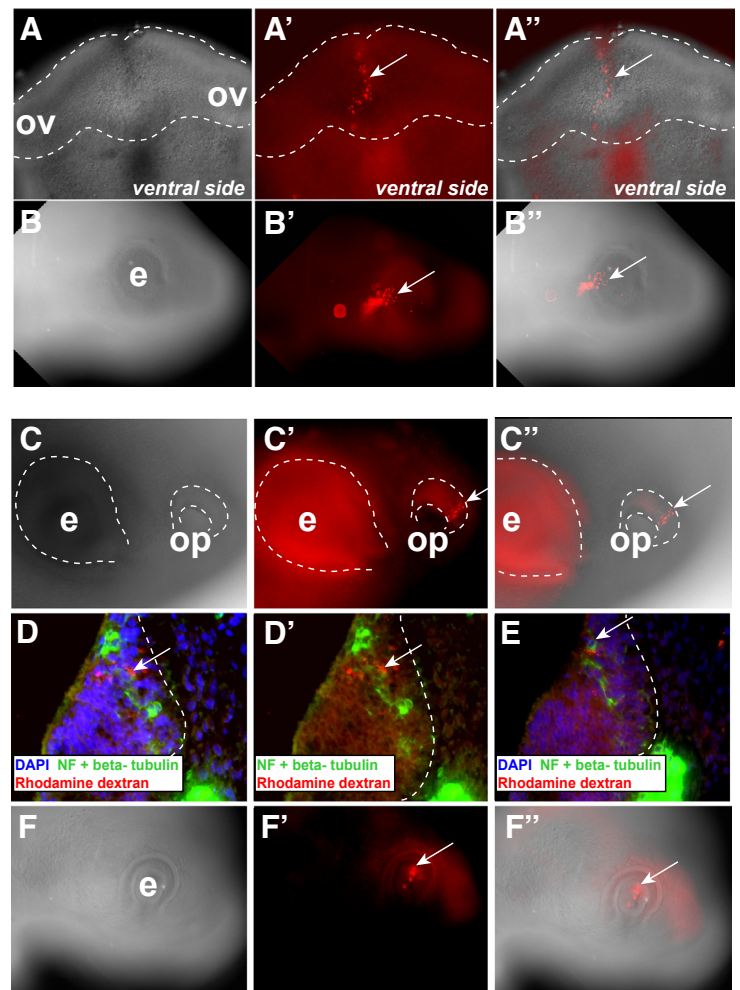 A A’ A’’
ov ov
ventral side ventral side ventral side
B B’ B’’
e
C C’ C’’
e op e op e op
D D’ E
DAPI NF + beta- tubulin
Rhodamine dextran
NF + beta- tubulin
Rhodamine dextran
DAPI NF + beta- tubulin
Rhodamine dextran
F F’ F’’
e